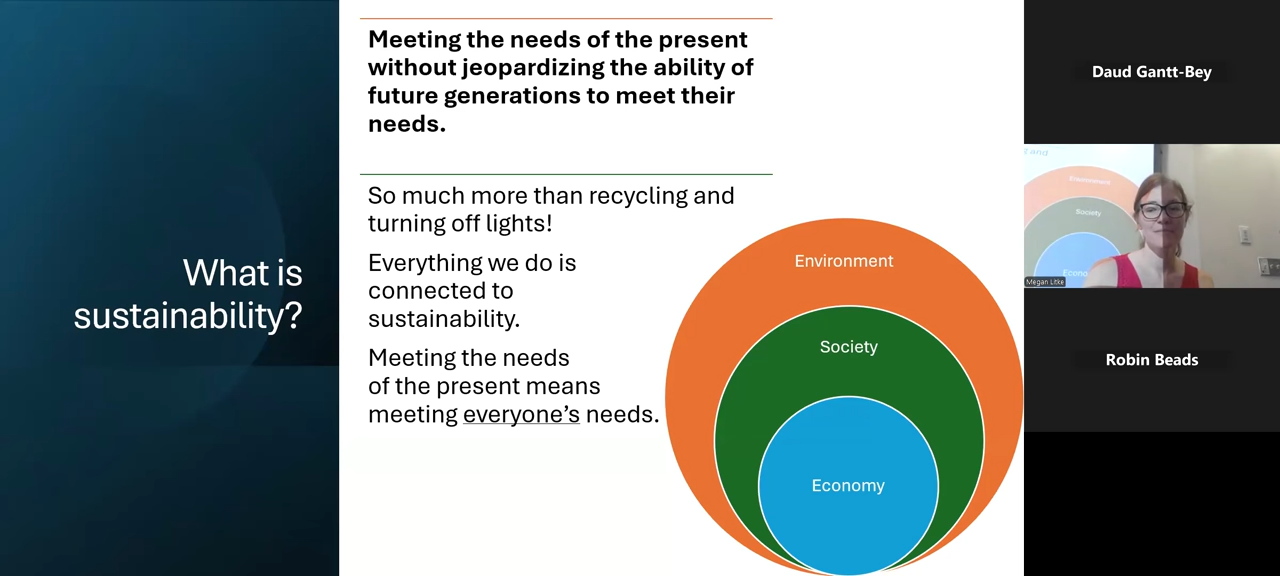 What is
sustainability?
Meeting the needs of the present
without jeopardizing the ability of
future generations to meet their
needs.
So much more than recycling and
turning off lights!
Everything we do is
connected to
sustainability.
Meeting the needs
of the present means
meeting everyone’s needs.
Environment
Society
Economy
Daud Gantt-Bey
Environment
Society
Megan Litke
Robin Beads